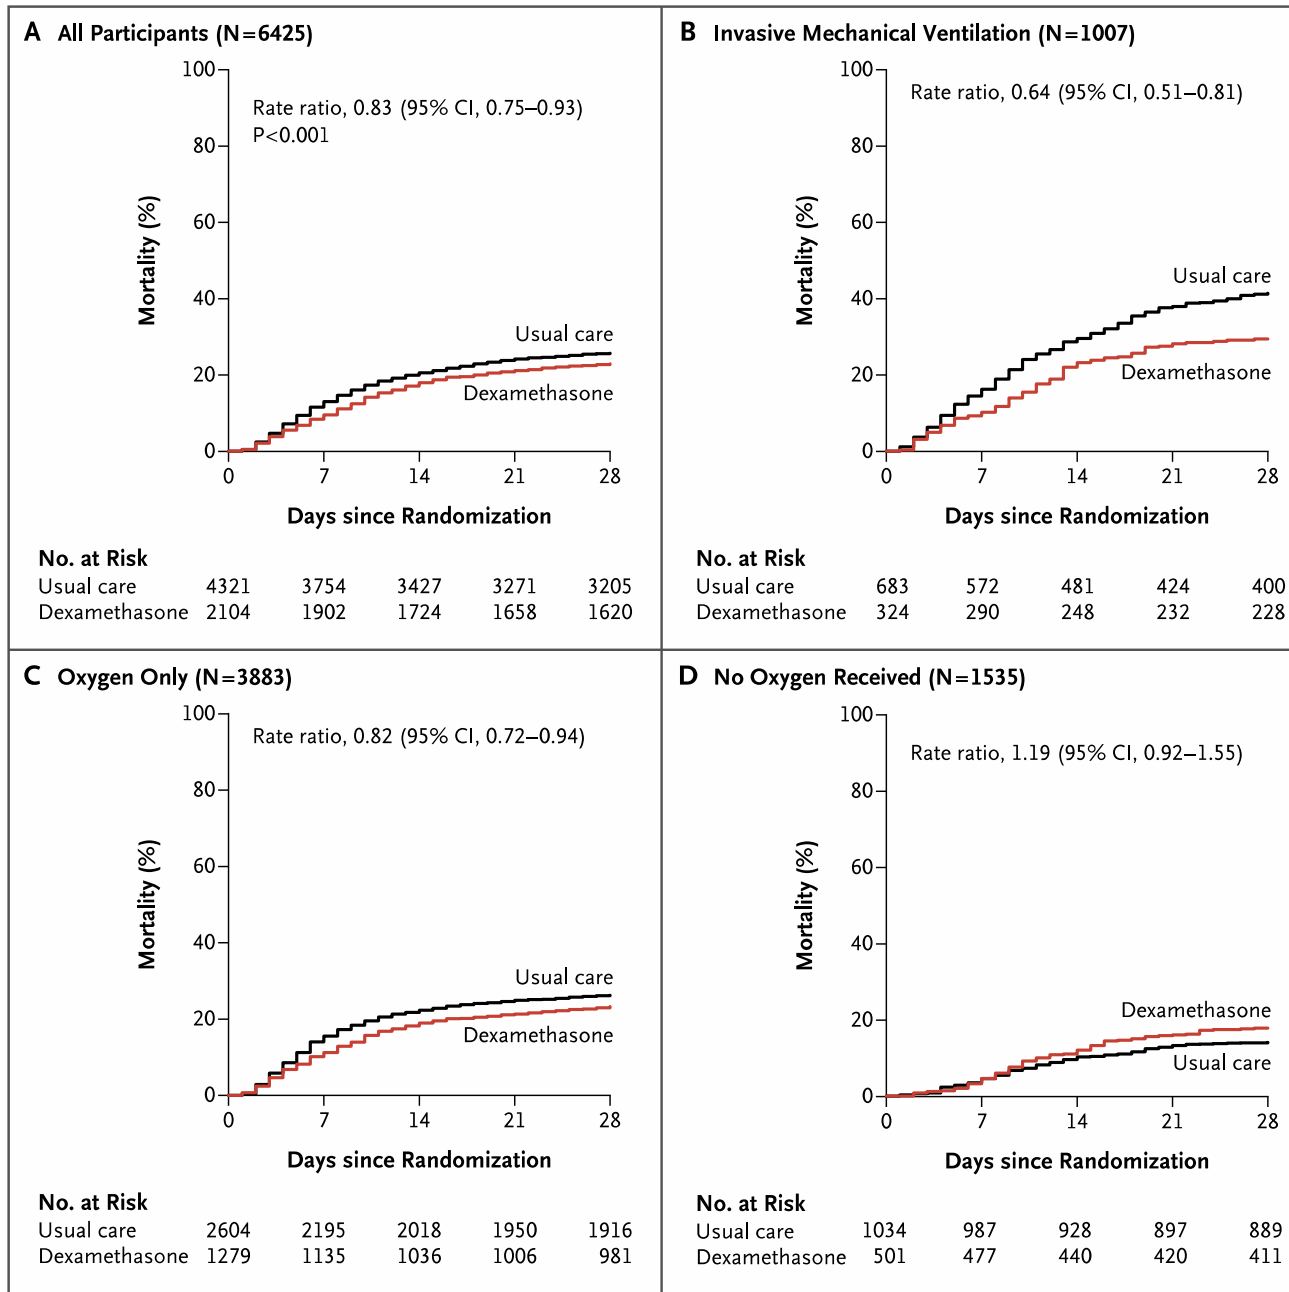 A All Participants (N=6425)
100
80
60
40
20
0
Mortality (%)
Rate ratio, 0.83 (95% CI, 0.75–0.93)
P<0.001
Usual care
Dexamethasone
0 7 14 21 28
Days since Randomization
No. at Risk
Usual care 4321 3754 3427 3271 3205
Dexamethasone 2104 1902 1724 1658 1620
B Invasive Mechanical Ventilation (N=1007)
100
80
60
40
20
0
Mortality (%)
Rate ratio, 0.64 (95% CI, 0.51–0.81)
Usual care
Dexamethasone
0 7 14 21 28
Days since Randomization
No. at Risk
Usual care 683 572 481 424 400
Dexamethasone 324 290 248 232 228
C Oxygen Only (N=3883)
100
80
60
40
20
0
Mortality (%)
Rate ratio, 0.82 (95% CI, 0.72–0.94)
Usual care
Dexamethasone
0 7 14 21 28
Days since Randomization
No. at Risk
Usual care 2604 2195 2018 1950 1916
Dexamethasone 1279 1135 1036 1006 981
D No Oxygen Received (N=1535)
100
80
60
40
20
0
Mortality (%)
Rate ratio, 1.19 (95% CI, 0.92–1.55)
Dexamethasone
Usual care
0 7 14 21 28
Days since Randomization
No. at Risk
Usual care 1034 987 928 897 889
Dexamethasone 501 477 440 420 411